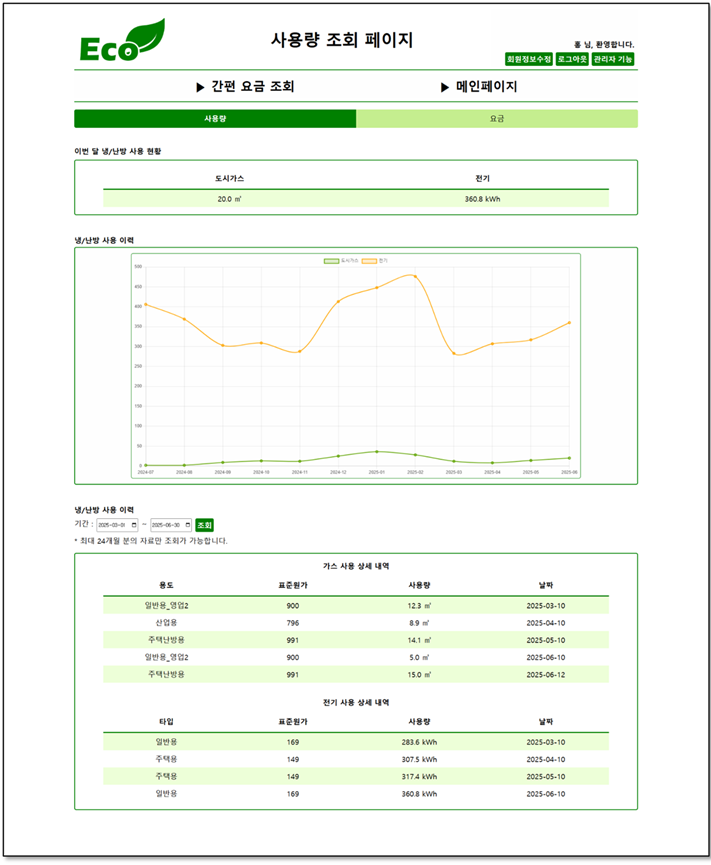 Eco
사용량 조회 페이지
홍 님, 환영합니다.
회원정보수정 로그아웃 관리자 기능
▶ 간편 요금 조회 ▶ 메인페이지
사용량 요금
이번 달 냉/난방 사용 현황
도시가스 전기
20.0 ㎥ 360.8 kWh
냉/난방 사용 이력
도시가스 전기
500
450
400
350
300
250
200
150
100
50
0
2024-07 2024-08 2024-09 2024-10 2024-11 2024-12 2025-01 2025-02 2025-03 2025-04 2025-05 2025-06
냉/난방 사용 이력
기간 : 2025-03-01 ~ 2025-06-30 조회
* 최대 24개월 분의 자료만 조회가 가능합니다.
가스 사용 상세 내역
용도 표준원가 사용량 날짜
일반용_영업2 900 12.3 ㎥ 2025-03-10
산업용 796 8.9 ㎥ 2025-04-10
주택난방용 991 14.1 ㎥ 2025-05-10
일반용_영업2 900 5.0 ㎥ 2025-06-10
주택난방용 991 15.0 ㎥ 2025-06-12
전기 사용 상세 내역
타입 표준원가 사용량 날짜
일반용 169 283.6 kWh 2025-03-10
주택용 149 307.5 kWh 2025-04-10
주택용 149 317.4 kWh 2025-05-10
일반용 169 360.8 kWh 2025-06-10